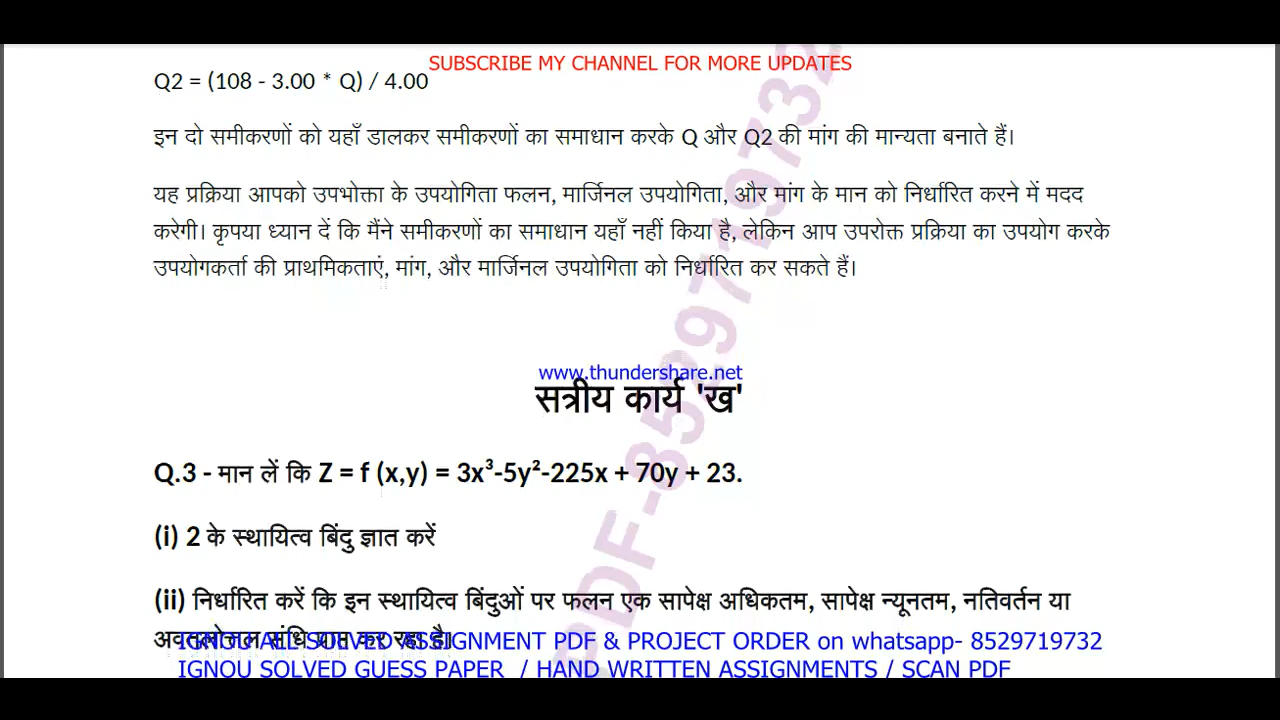 SUBSCRIBE MY CHANNEL FOR MORE UPDATES
Q2 = (108 - 3.00 * Q) / 4.00
इन दो समीकरणों को यहाँ डालकर समीकरणों का समाधान करके Q और Q2 की मांग की मान्यता बनाते हैं।
यह प्रक्रिया आपको उपभोक्ता के उपयोगिता फलन, मार्जिनल उपयोगिता, और मांग के मान को निर्धारित करने में मदद
करेगी। कृपया ध्यान दें कि मैंने समीकरणों का समाधान यहाँ नहीं किया है, लेकिन आप उपरोक्त प्रक्रिया का उपयोग करके
उपयोगकर्ता की प्राथमिकताएं, मांग, और मार्जिनल उपयोगिता को निर्धारित कर सकते हैं।
www.thundershare.net
सत्रीय कार्य 'ख'
Q.3 - मान लें कि Z = f (x,y) = 3x³-5y²-225x + 70y + 23.
(i) 2 के स्थायित्व बिंदु ज्ञात करें
(ii) निर्धारित करें कि इन स्थायित्व बिंदुओं पर फलन एक सापेक्ष अधिकतम, सापेक्ष न्यूनतम, नतिवर्तन या
संधि प्राप्त कर रहा है।
IGNOU ALL SOLVED ASSIGNMENT PDF & PROJECT ORDER on whatsapp- 8529719732
IGNOU SOLVED GUESS PAPER / HAND WRITTEN ASSIGNMENTS / SCAN PDF
PDF-8529719732